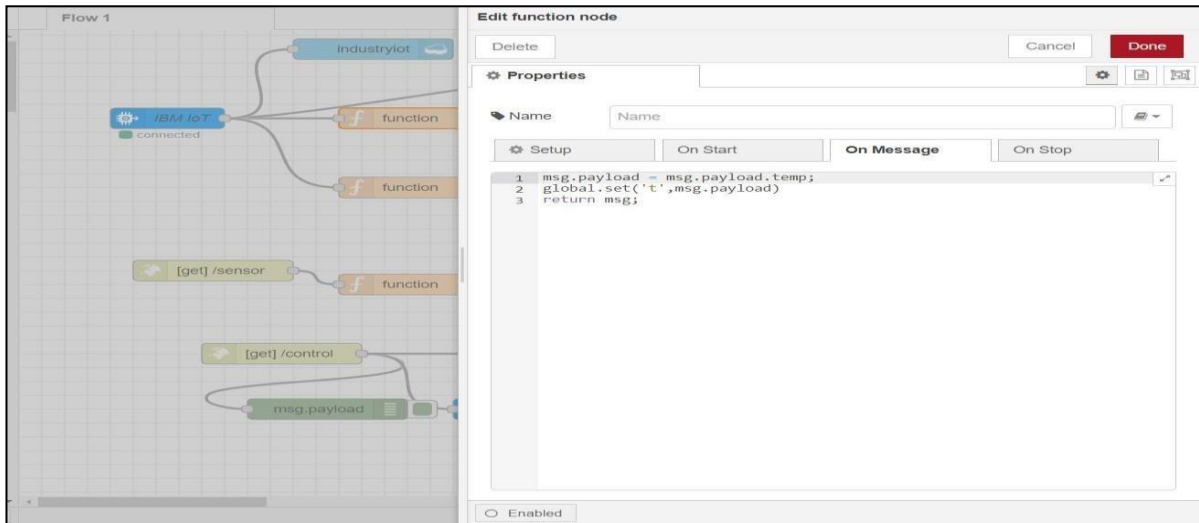 Flow 1
industryiot
IBM IoT
connected
function
function
[get] /sensor
function
[get] /control
msg.payload
Edit function node
Delete
Cancel
Done
Properties
Name
Name
Setup
On Start
On Message
On Stop
1 msg.payload = msg.payload.temp;
2 global.set('t',msg.payload)
3 return msg;
Enabled